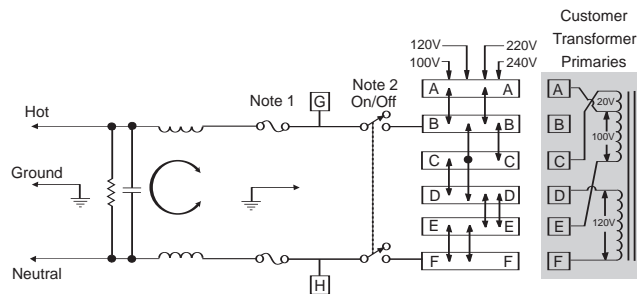 Customer
Transformer
Primaries
120V 220V
100V 240V
Hot
Ground
Neutral
Note 1
Note 2
On/Off
G
H
A A
B B
C C
D D
E E
F F
A
B
C
D
E
F
20V
100V
120V